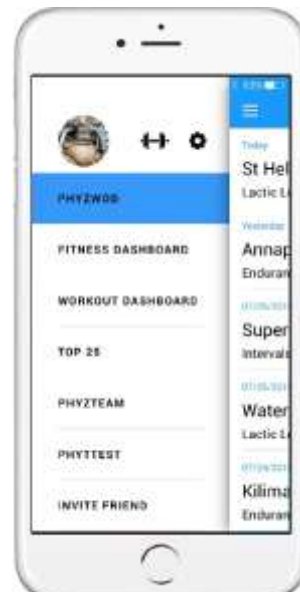 PHYZWOD
FITNESS DASHBOARD
WORKOUT DASHBOARD
TOP 25
PHYZTEAM
PHYTTEST
INVITE FRIEND
Today
St Hel
Lactic L
Yesterday
Annap
Enduran
Super
Intervals
Water
Lactic L
Kilima
Enduran